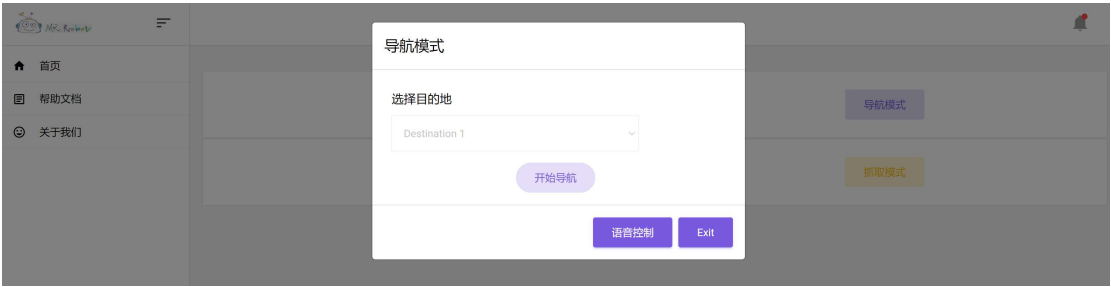 首页
帮助文档
关于我们
导航模式
选择目的地
Destination 1
开始导航
语音控制
Exit
导航模式
抓取模式